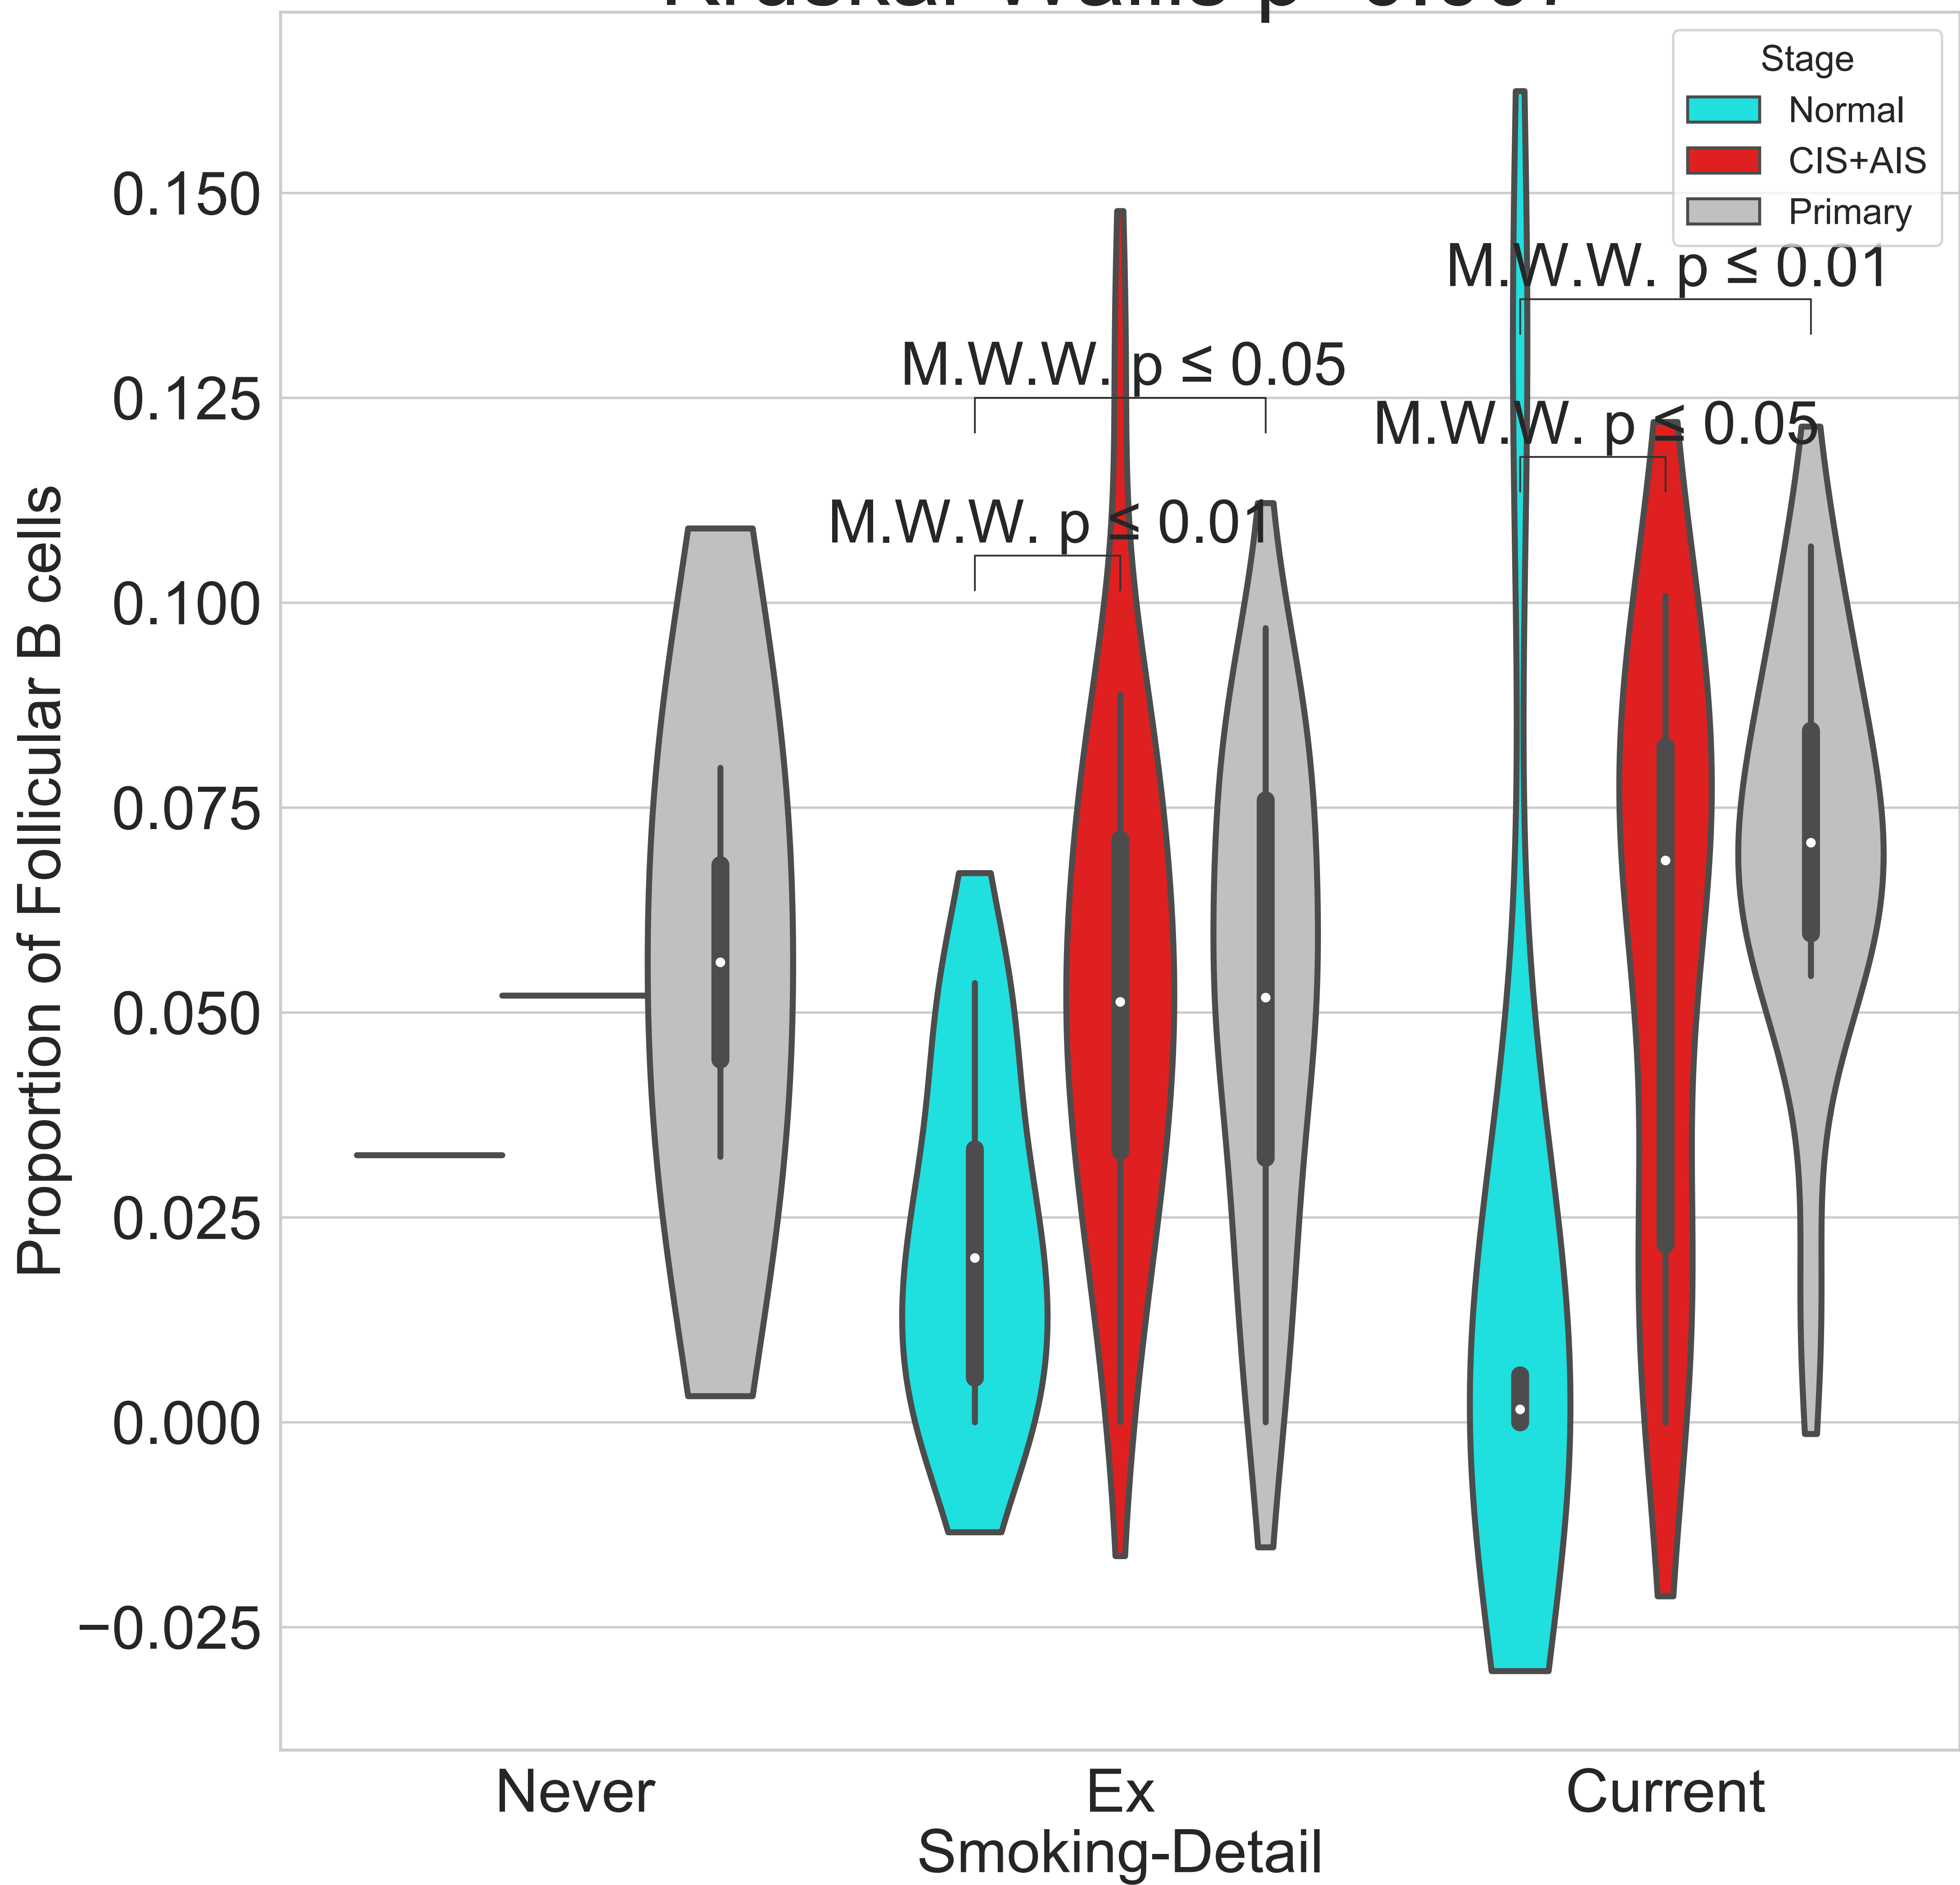 Stage
Normal
CIS+AIS
Primary
0.150
M.W.W. p ≤ 0.01
M.W.W. p ≤ 0.05
0.125
M.W.W. p ≤ 0.05
M.W.W. p ≤ 0.01
0.100
0.075
0.050
0.025
0.000
−0.025
Proportion of Follicular B cells
Never
Ex
Current
Smoking-Detail